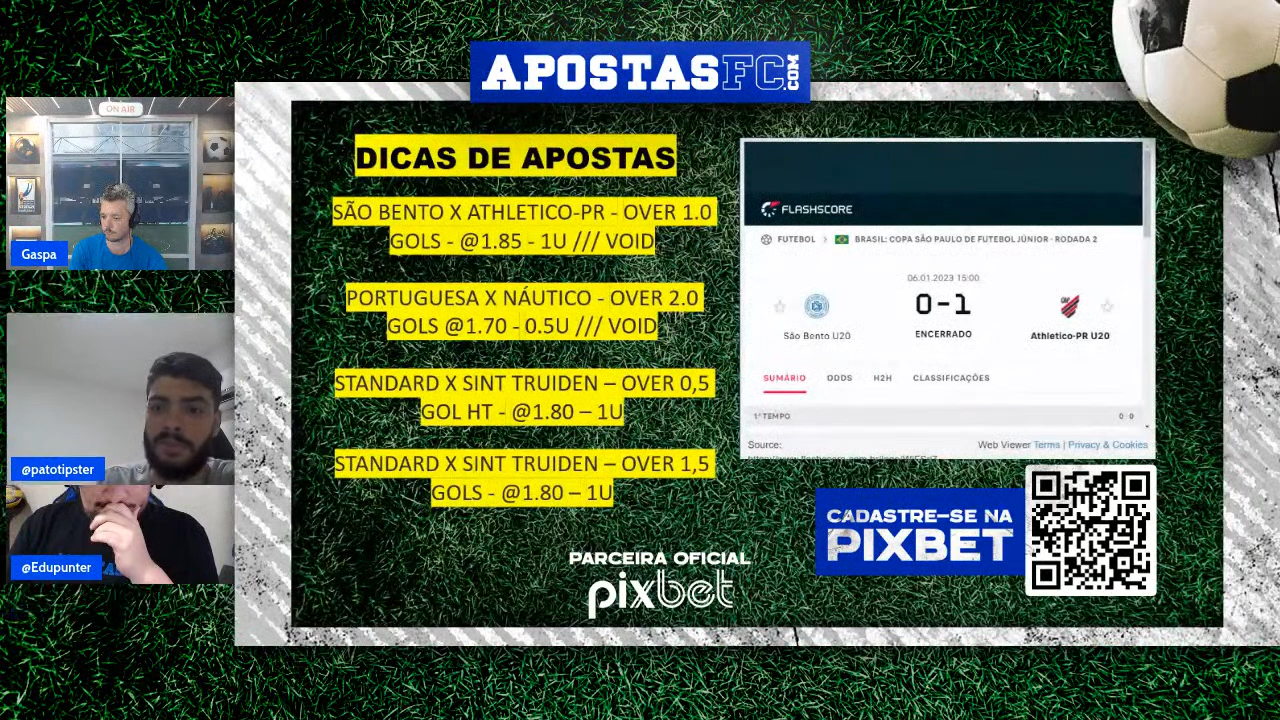 APOSTASFC.COM
ON AIR
Gaspa
@patotipster
@Edupunter
DICAS DE APOSTAS
SÃO BENTO X ATHLETICO-PR - OVER 1.0
GOLS - @1.85 - 1U /// VOID
PORTUGUESA X NÁUTICO - OVER 2.0
GOLS @1.70 - 0.5U /// VOID
STANDARD X SINT TRUIDEN – OVER 0,5
GOL HT - @1.80 – 1U
STANDARD X SINT TRUIDEN – OVER 1,5
GOLS - @1.80 – 1U
PARCEIRA OFICIAL
pixbet
FLASHSCORE
FUTEBOL > BRASIL: COPA SÃO PAULO DE FUTEBOL JÚNIOR - RODADA 2
06.01.2023 15:00
0-1
ENCERRADO
São Bento U20
Athletico-PR U20
SUMÁRIO ODDS H2H CLASSIFICAÇÕES
1º TEMPO 0 0
Source:
Web Viewer Terms | Privacy & Cookies
CADASTRE-SE NA
PIXBET